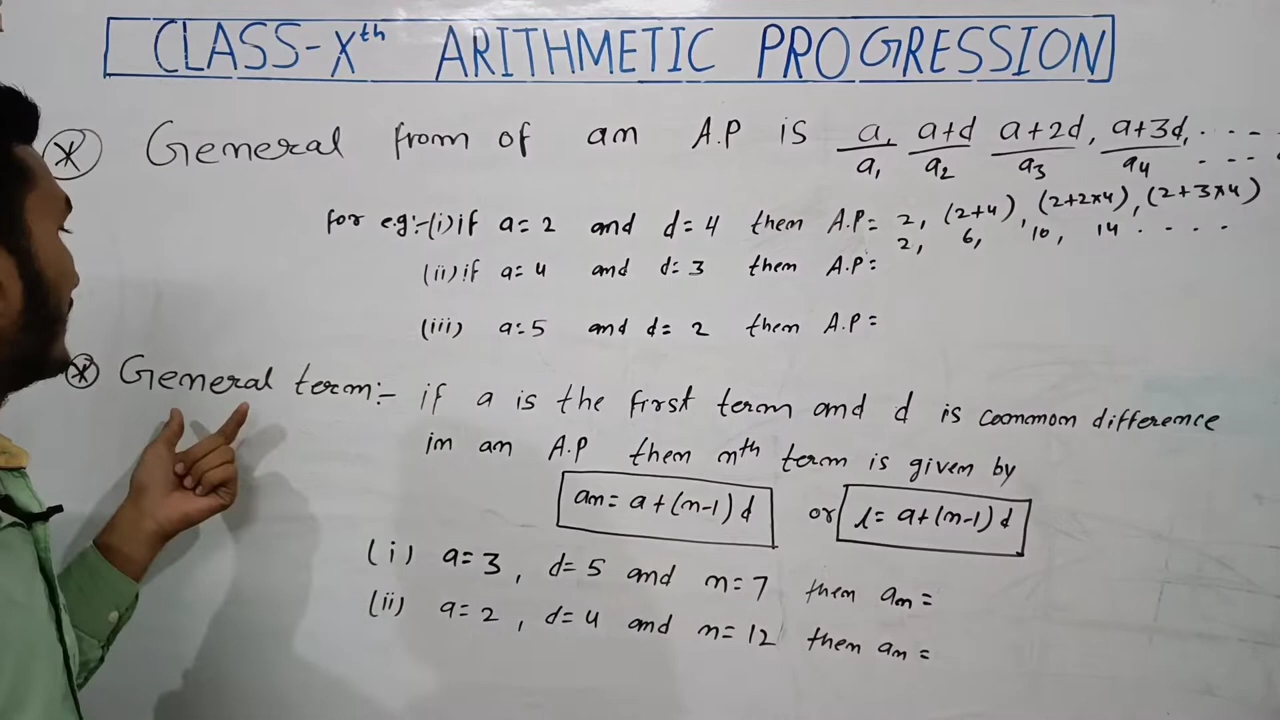 CLASS-Xth ARITHMETIC PROGRESSION
* General from of an A.P is a, a+d, a+2d, a+3d, ....
a1 a2 a3 a4 ....
for e.g:-(i) if a=2 and d=4 then A.P= 2, (2+4), (2+2×4), (2+3×4)
2, 6, 10, 14 ....
(ii) if a=4 and d=3 then A.P=
(iii) a=5 and d=2 then A.P=
* General term:- if a is the first term and d is common difference
in an A.P then nth term is given by
an = a+(n-1)d or l = a+(n-1)d
(i) a=3, d=5 and n=7 then an =
(ii) a=2, d=4 and n=12 then an =